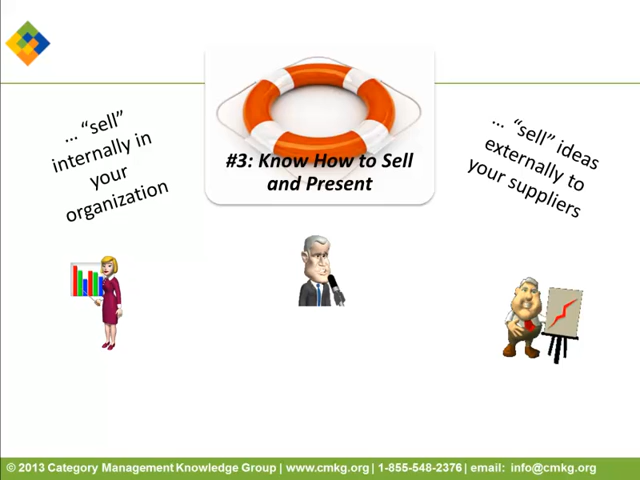 ... “sell”
internally in
your
organization
#3: Know How to Sell
and Present
... “sell” ideas
externally to
your suppliers
© 2013 Category Management Knowledge Group | www.cmkg.org | 1-855-548-2376 | email: info@cmkg.org